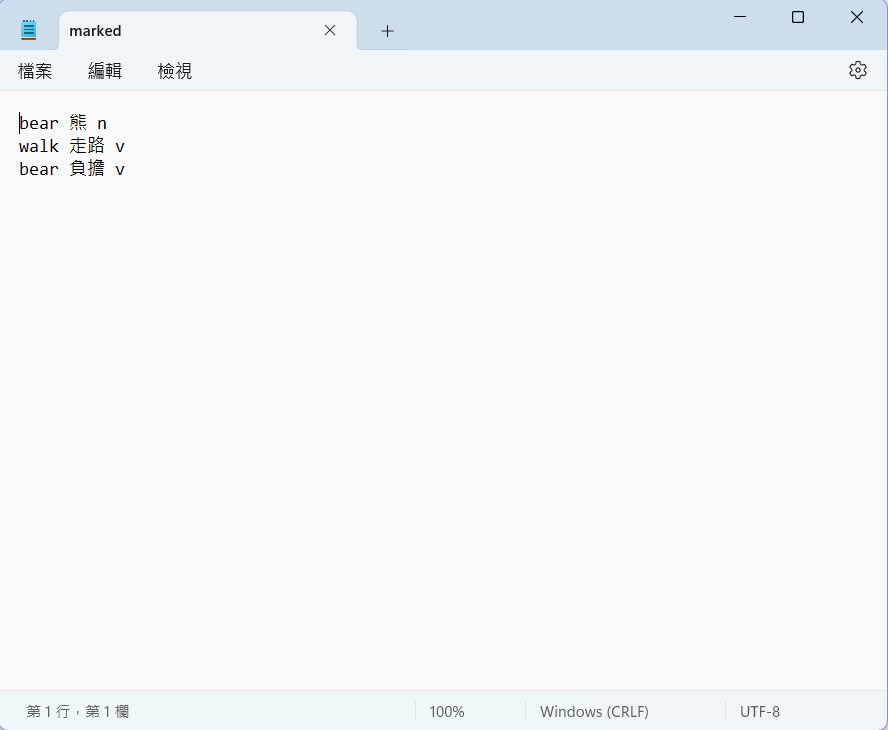 marked
檔案 編輯 檢視
bear 熊 n
walk 走路 v
bear 負擔 v
第 1 行，第 1 欄 100% Windows (CRLF) UTF-8